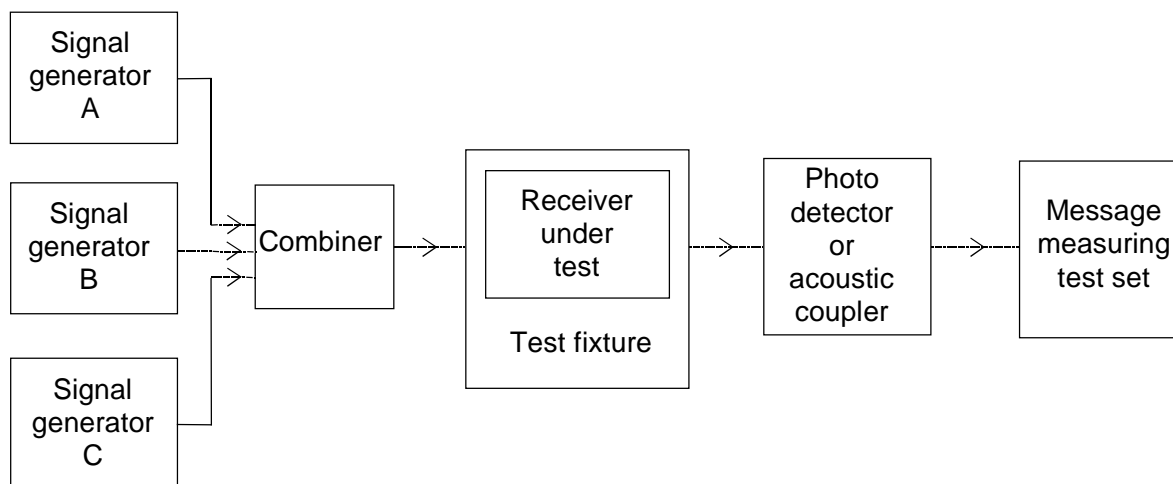 Signal
generator
A
Signal
generator
B
Signal
generator
C
Combiner
Receiver
under
test
Test fixture
Photo
detector
or
acoustic
coupler
Message
measuring
test set